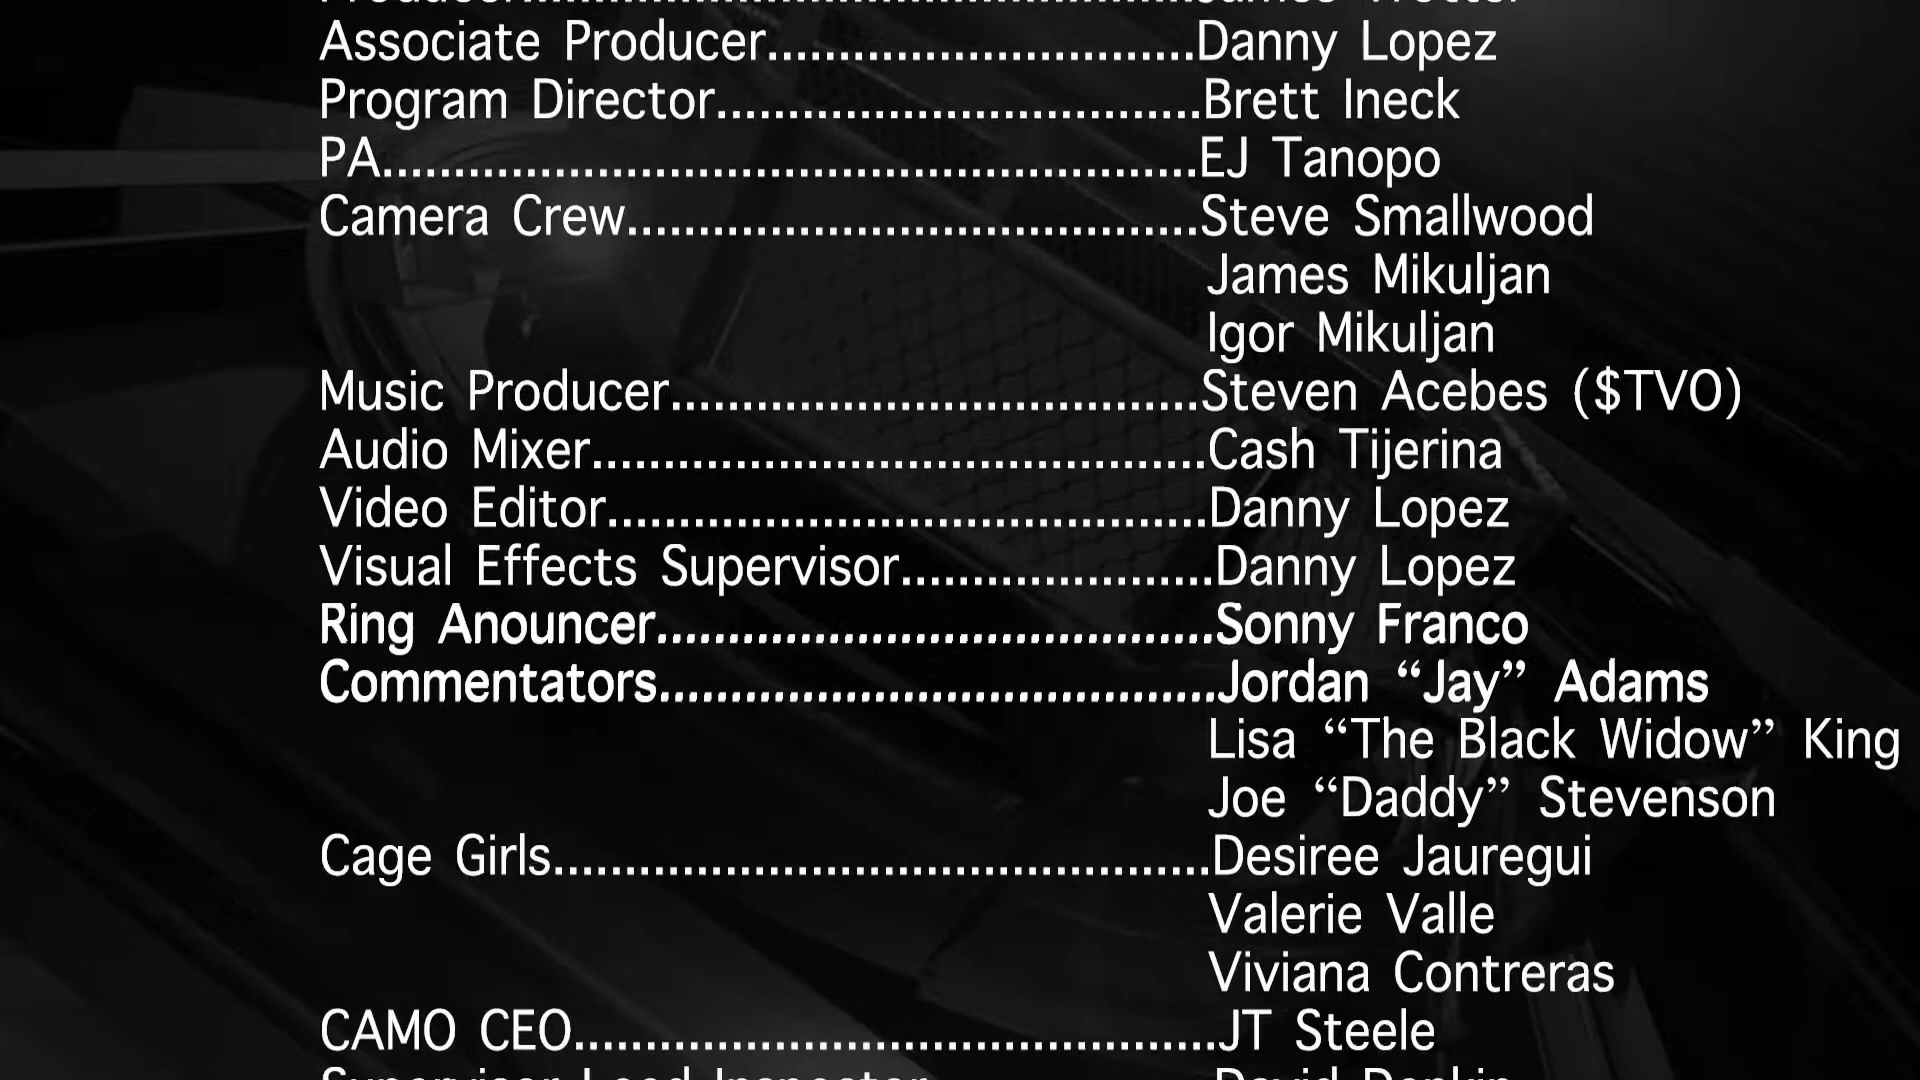 Associate Producer..............................Danny Lopez
Program Director..................................Brett Ineck
PA.........................................................EJ Tanopo
Camera Crew........................................Steve Smallwood
James Mikuljan
Igor Mikuljan
Music Producer.....................................Steven Acebes ($TVO)
Audio Mixer...........................................Cash Tijerina
Video Editor..........................................Danny Lopez
Visual Effects Supervisor......................Danny Lopez
Ring Anouncer.......................................Sonny Franco
Commentators.......................................Jordan “Jay” Adams
Lisa “The Black Widow” King
Joe “Daddy” Stevenson
Cage Girls..............................................Desiree Jauregui
Valerie Valle
Viviana Contreras
CAMO CEO.............................................JT Steele